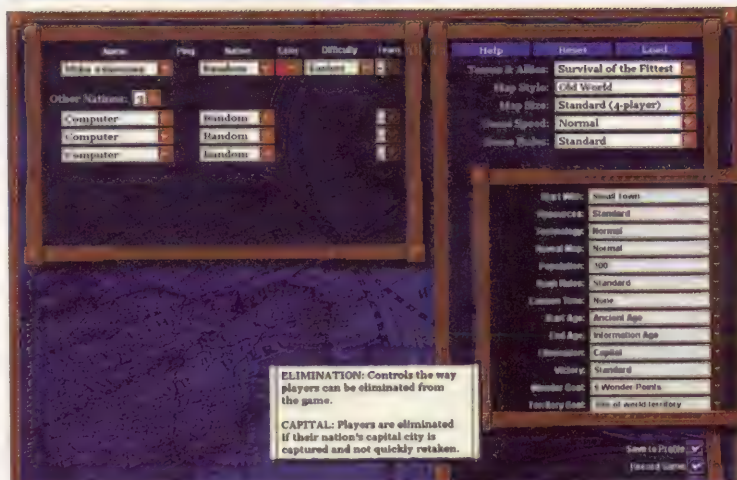 Name Ping Nation Color Difficulty Team
Random Easiest
Other Nations:
Computer Random
Computer Random
Computer Random
Help Reset Load
Teams & Allies: Survival of the Fittest
Map Style: Old World
Map Size: Standard (4-player)
Game Speed: Normal
Game Rules: Standard
Start With: Small Town
Resources: Standard
Technology: Normal
Reveal Map: Normal
Population: 100
Rush Rules: Standard
Cannon Time: None
Start Age: Ancient Age
End Age: Information Age
Elimination: Capital
Victory: Standard
Wonder Goal: 6 Wonder Points
Territory Goal: of world territory
ELIMINATION: Controls the way
players can be eliminated from
the game.
CAPITAL: Players are eliminated
if their nation's capital city is
captured and not quickly retaken.
Save to Profile
Record Game